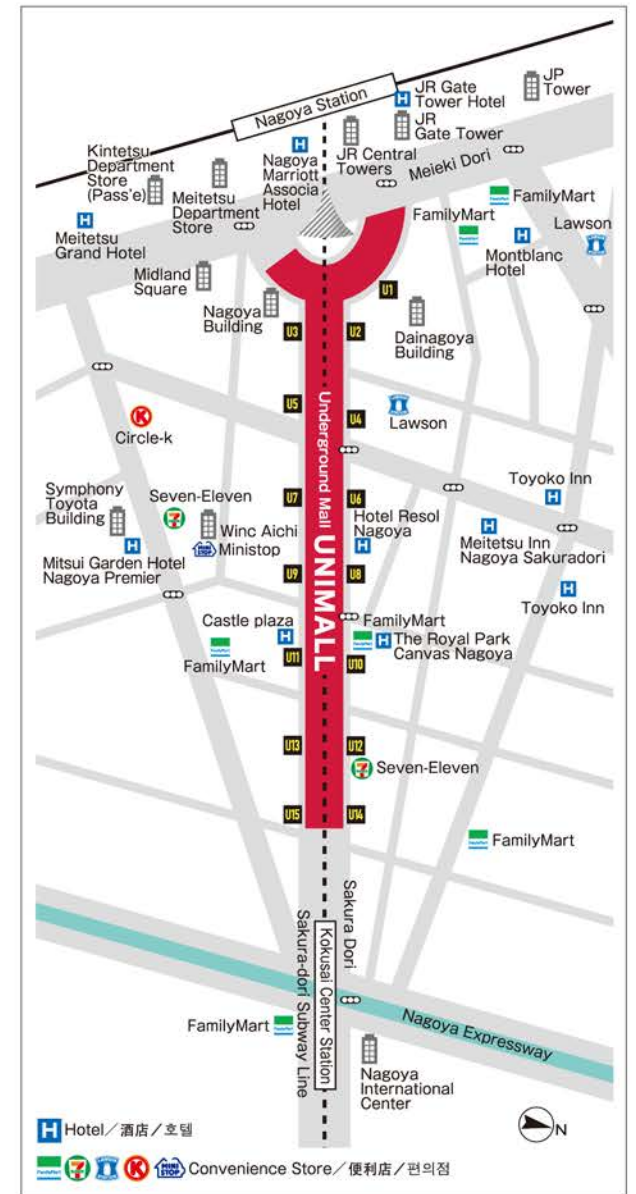 Nagoya Station
JR Gate
Tower Hotel
JP
Tower
JR
Gate Tower
Kintetsu
Department
Store
(Pass'e)
Meitetsu
Department
Store
Nagoya
Marriott
Associa
Hotel
JR Central
Towers
Meieki Dori
FamilyMart
FamilyMart
Lawson
Meitetsu
Grand Hotel
Montblanc
Hotel
Midland
Square
Nagoya
Building
U1
Dainagoya
Building
U3
U2
U5
U4
Underground Mall UNIMALL
Circle-k
Lawson
Symphony
Toyota
Building
Seven-Eleven
Winc Aichi
Ministop
Mitsui Garden Hotel
Nagoya Premier
U7
U6
Hotel Resol
Nagoya
Toyoko Inn
Meitetsu Inn
Nagoya Sakuradori
U9
U8
Toyoko Inn
Castle plaza
FamilyMart
U11
U10
FamilyMart
The Royal Park
Canvas Nagoya
U13
U12
Seven-Eleven
U15
U14
FamilyMart
Sakura Dori
Sakura-dori Subway Line
Kokusai Center Station
Nagoya Expressway
FamilyMart
Nagoya
International
Center
N
H Hotel／酒店／호텔
FamilyMart 7 K MINI STOP Convenience Store／便利店／편의점